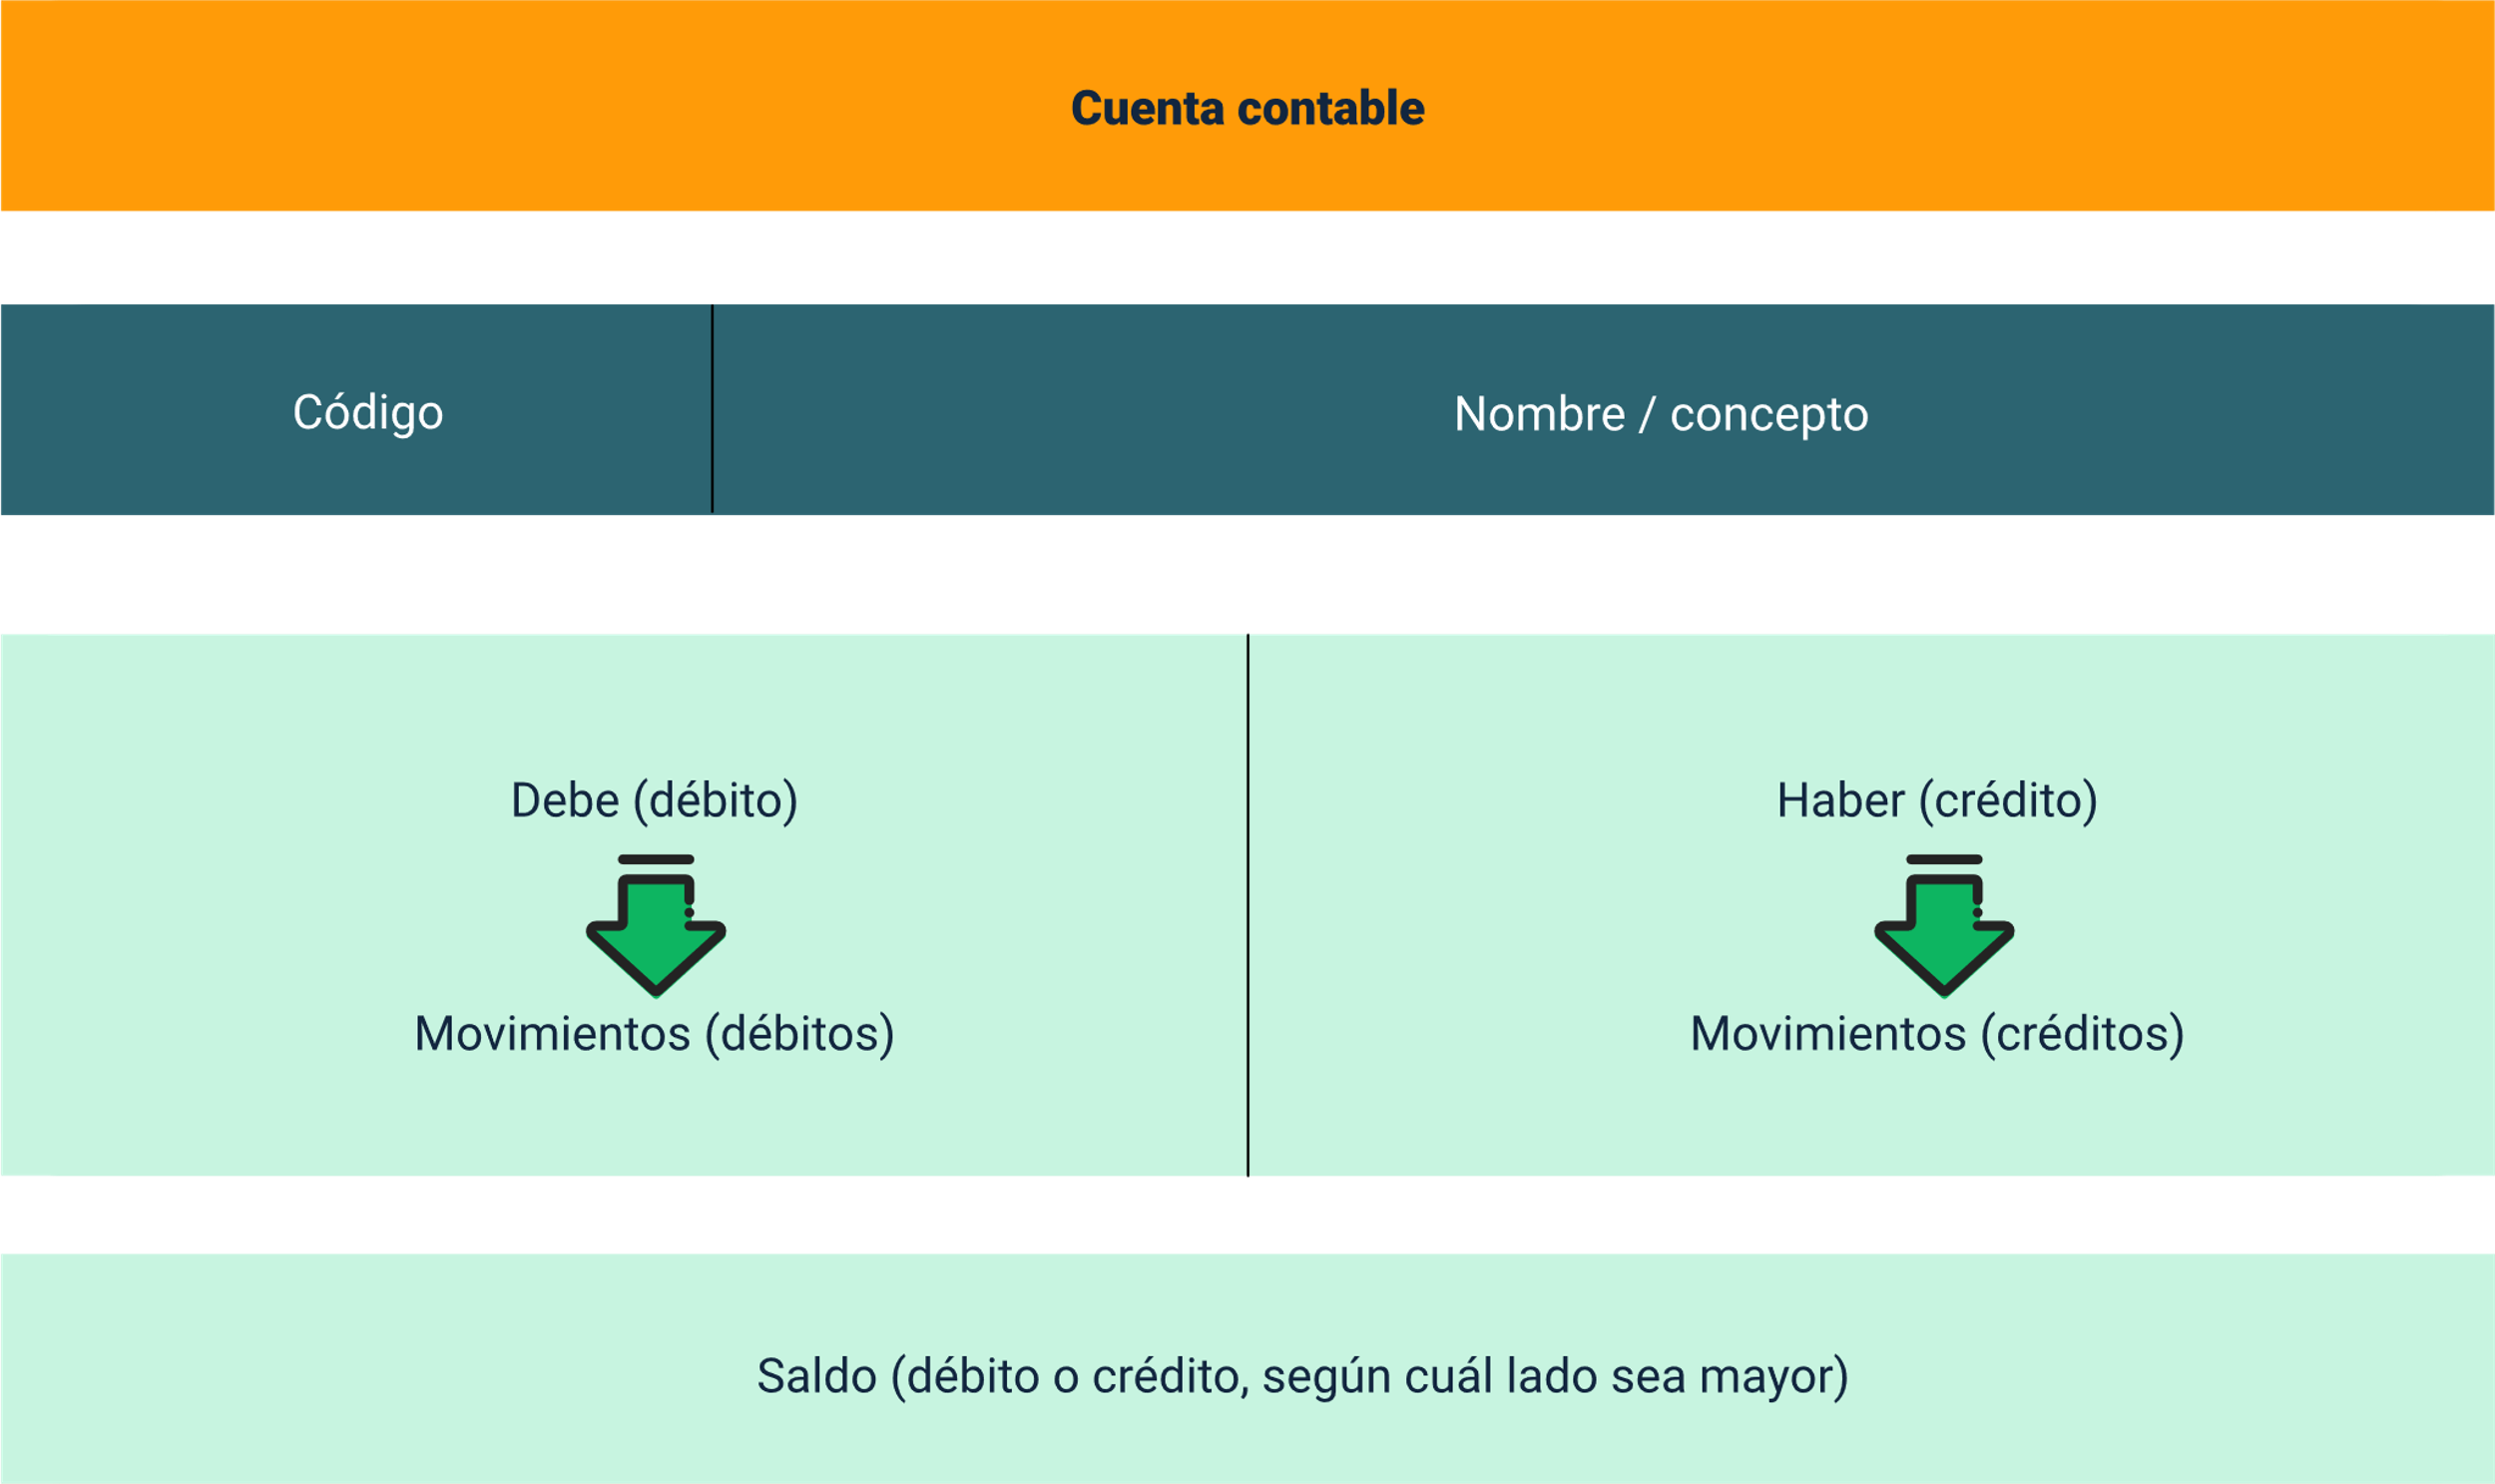 Cuenta contable
Código
Nombre / concepto
Debe (débito)
Movimientos (débitos)
Haber (crédito)
Movimientos (créditos)
Saldo (débito o crédito, según cuál lado sea mayor)